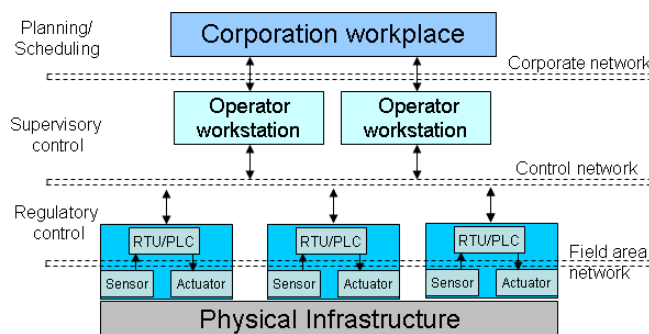 Planning/
Scheduling
Corporation workplace
Corporate network
Supervisory
control
Operator
workstation
Operator
workstation
Control network
Regulatory
control
RTU/PLC
Sensor
Actuator
RTU/PLC
Sensor
Actuator
RTU/PLC
Sensor
Actuator
Field area
network
Physical Infrastructure